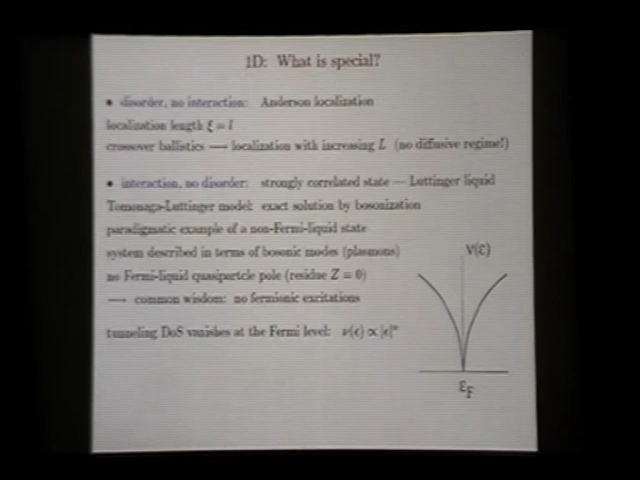 1D: What is special?
• disorder, no interaction: Anderson localization
localization length ξ = l
crossover ballistics ⟶ localization with increasing L (no diffusive regime!)
• interaction, no disorder: strongly correlated state — Luttinger liquid
Tomonaga-Luttinger model: exact solution by bosonization
paradigmatic example of a non-Fermi-liquid state
system described in terms of bosonic modes (plasmons)
no Fermi-liquid quasiparticle pole (residue Z = 0)
⟶ common wisdom: no fermionic excitations
tunneling DoS vanishes at the Fermi level: ν(ϵ) ∝ |ϵ|^α
ν(ε)
ε_F